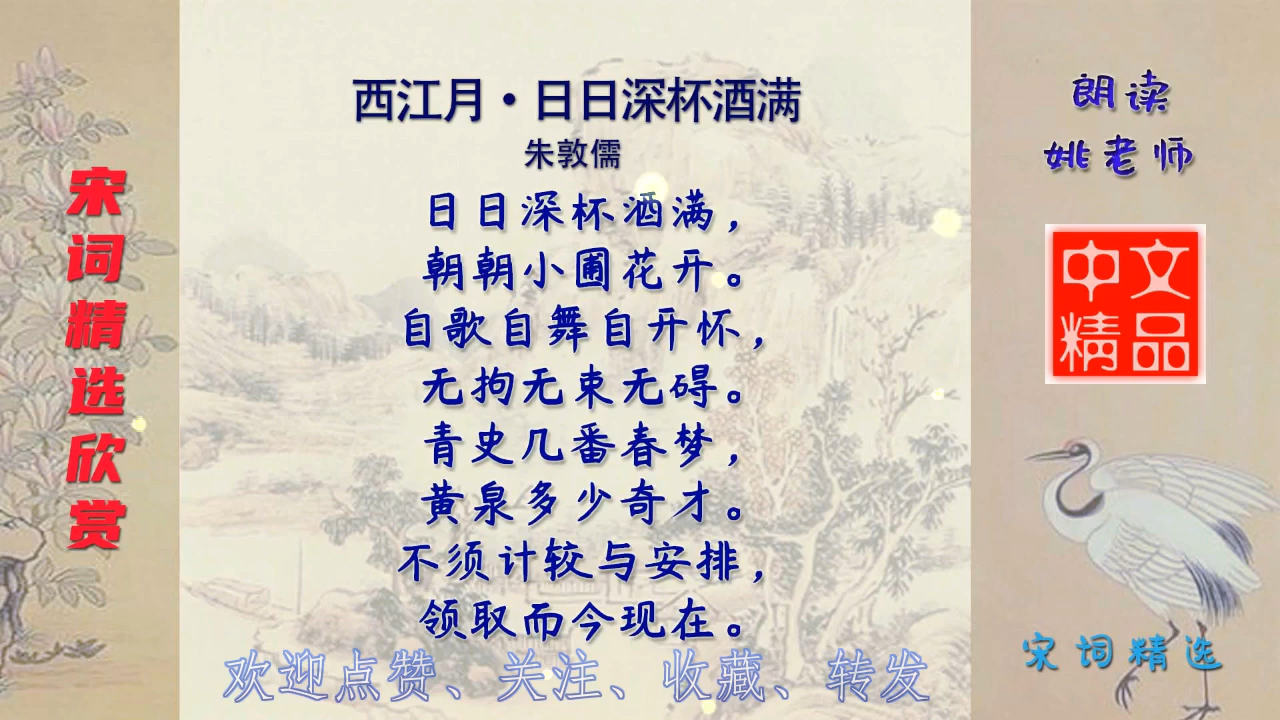 宋词精选欣赏
西江月·日日深杯酒满
朱敦儒
日日深杯酒满，
朝朝小圃花开。
自歌自舞自开怀，
无拘无束无碍。
青史几番春梦，
黄泉多少奇才。
不须计较与安排，
领取而今现在。
欢迎点赞、关注、收藏、转发
朗读
姚老师
中文
精品
宋词精选